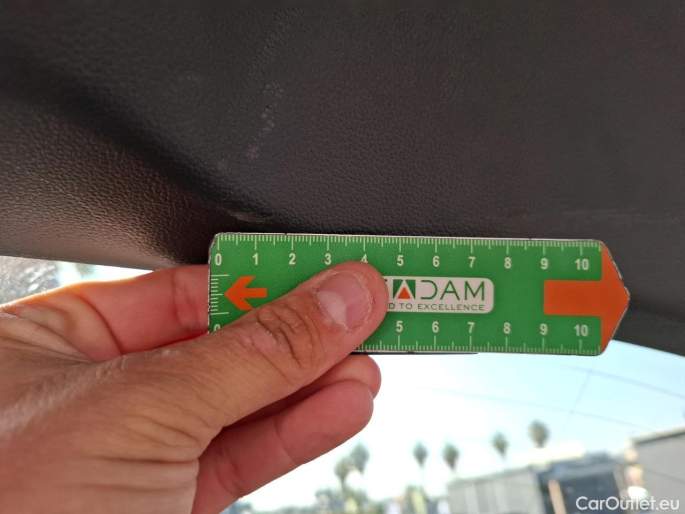 0 1 2 3 4 5 6 7 8 9 10
ADAM
D TO EXCELLENCE
5 6 7 8 9 10
CarOutlet.eu